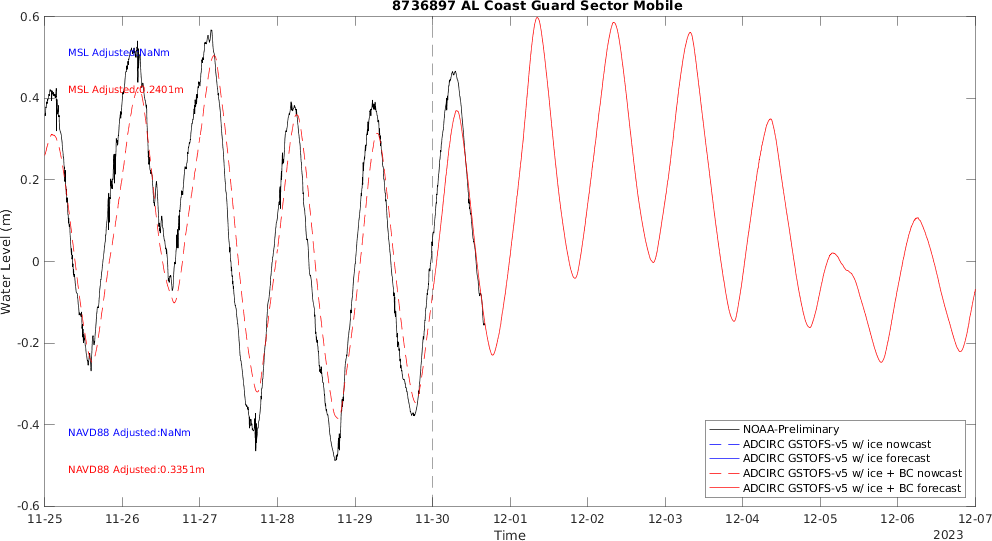 8736897 AL Coast Guard Sector Mobile
0.6
0.4
0.2
0
-0.2
-0.4
-0.6
Water Level (m)
MSL Adjusted:NaNm
MSL Adjusted:0.2401m
NAVD88 Adjusted:NaNm
NAVD88 Adjusted:0.3351m
NOAA-Preliminary
ADCIRC GSTOFS-v5 w/ ice nowcast
ADCIRC GSTOFS-v5 w/ ice forecast
ADCIRC GSTOFS-v5 w/ ice + BC nowcast
ADCIRC GSTOFS-v5 w/ ice + BC forecast
11-25 11-26 11-27 11-28 11-29 11-30 12-01 12-02 12-03 12-04 12-05 12-06 12-07
Time
2023